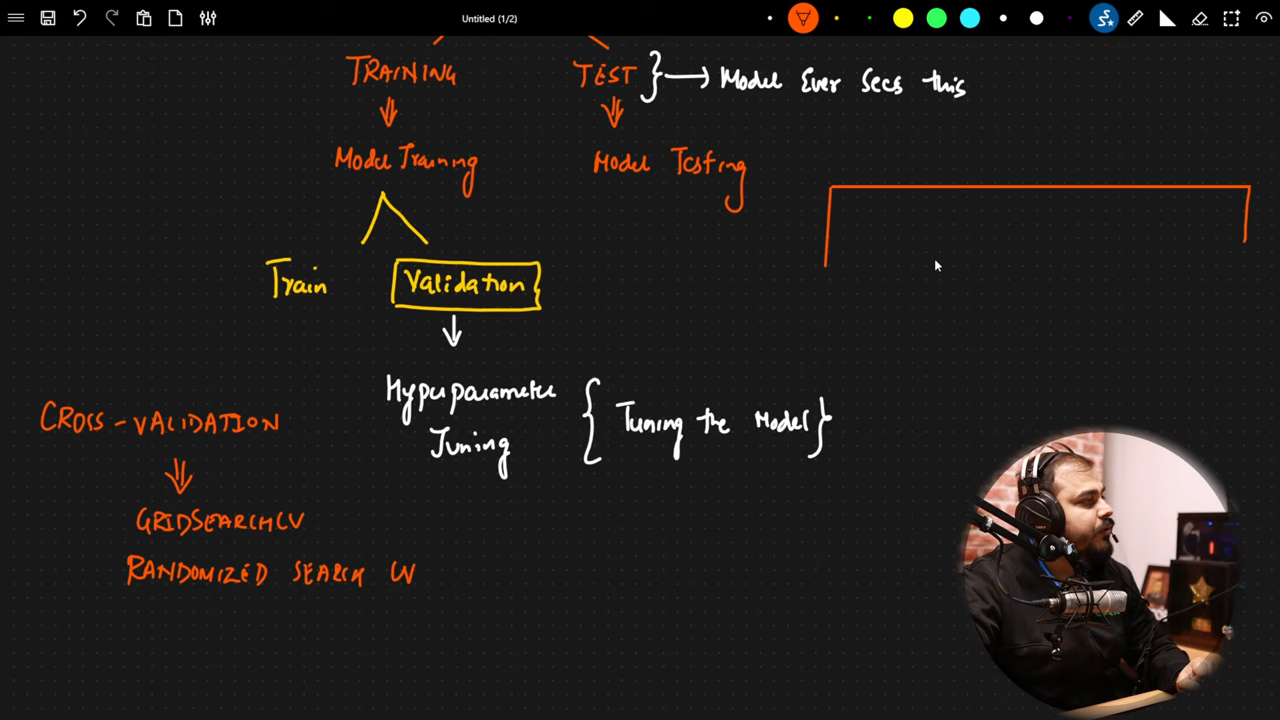 Untitled (1/2)
TRAINING
TEST
Model Ever Sees this
Model Training
Model Testing
Train
Validation
Hyperparameter
Tuning
Tuning the Model
CROSS-VALIDATION
GRIDSEARCHCV
RANDOMIZED SEARCH CV